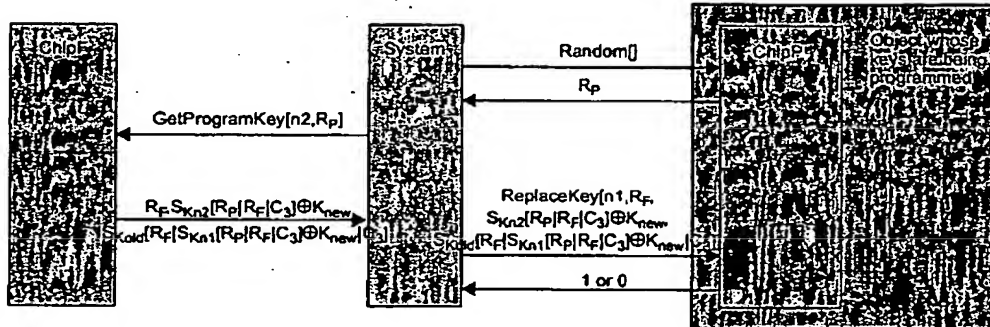 ChipF
System
ChipP
Object whose
keys are being
programmed
Random[]
RP
GetProgramKey[n2,RP]
RF,SKn2[RP|RF|C3]⊕Knew,
SKold[RF|SKn1[RP|RF|C3]⊕Knew|C3]
ReplaceKey[n1,RF,
SKn2[RP|RF|C3]⊕Knew,
SKold[RF|SKn1[RP|RF|C3]⊕Knew|C3]
1 or 0